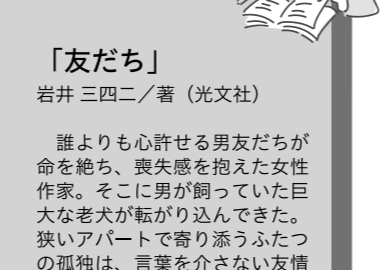 「友だち」
岩井 三四二／著（光文社）
誰よりも心許せる男友だちが
命を絶ち、喪失感を抱えた女性
作家。そこに男が飼っていた巨
大な老犬が転がり込んできた。
狭いアパートで寄り添うふたつ
の孤独は、言葉を介さない友情